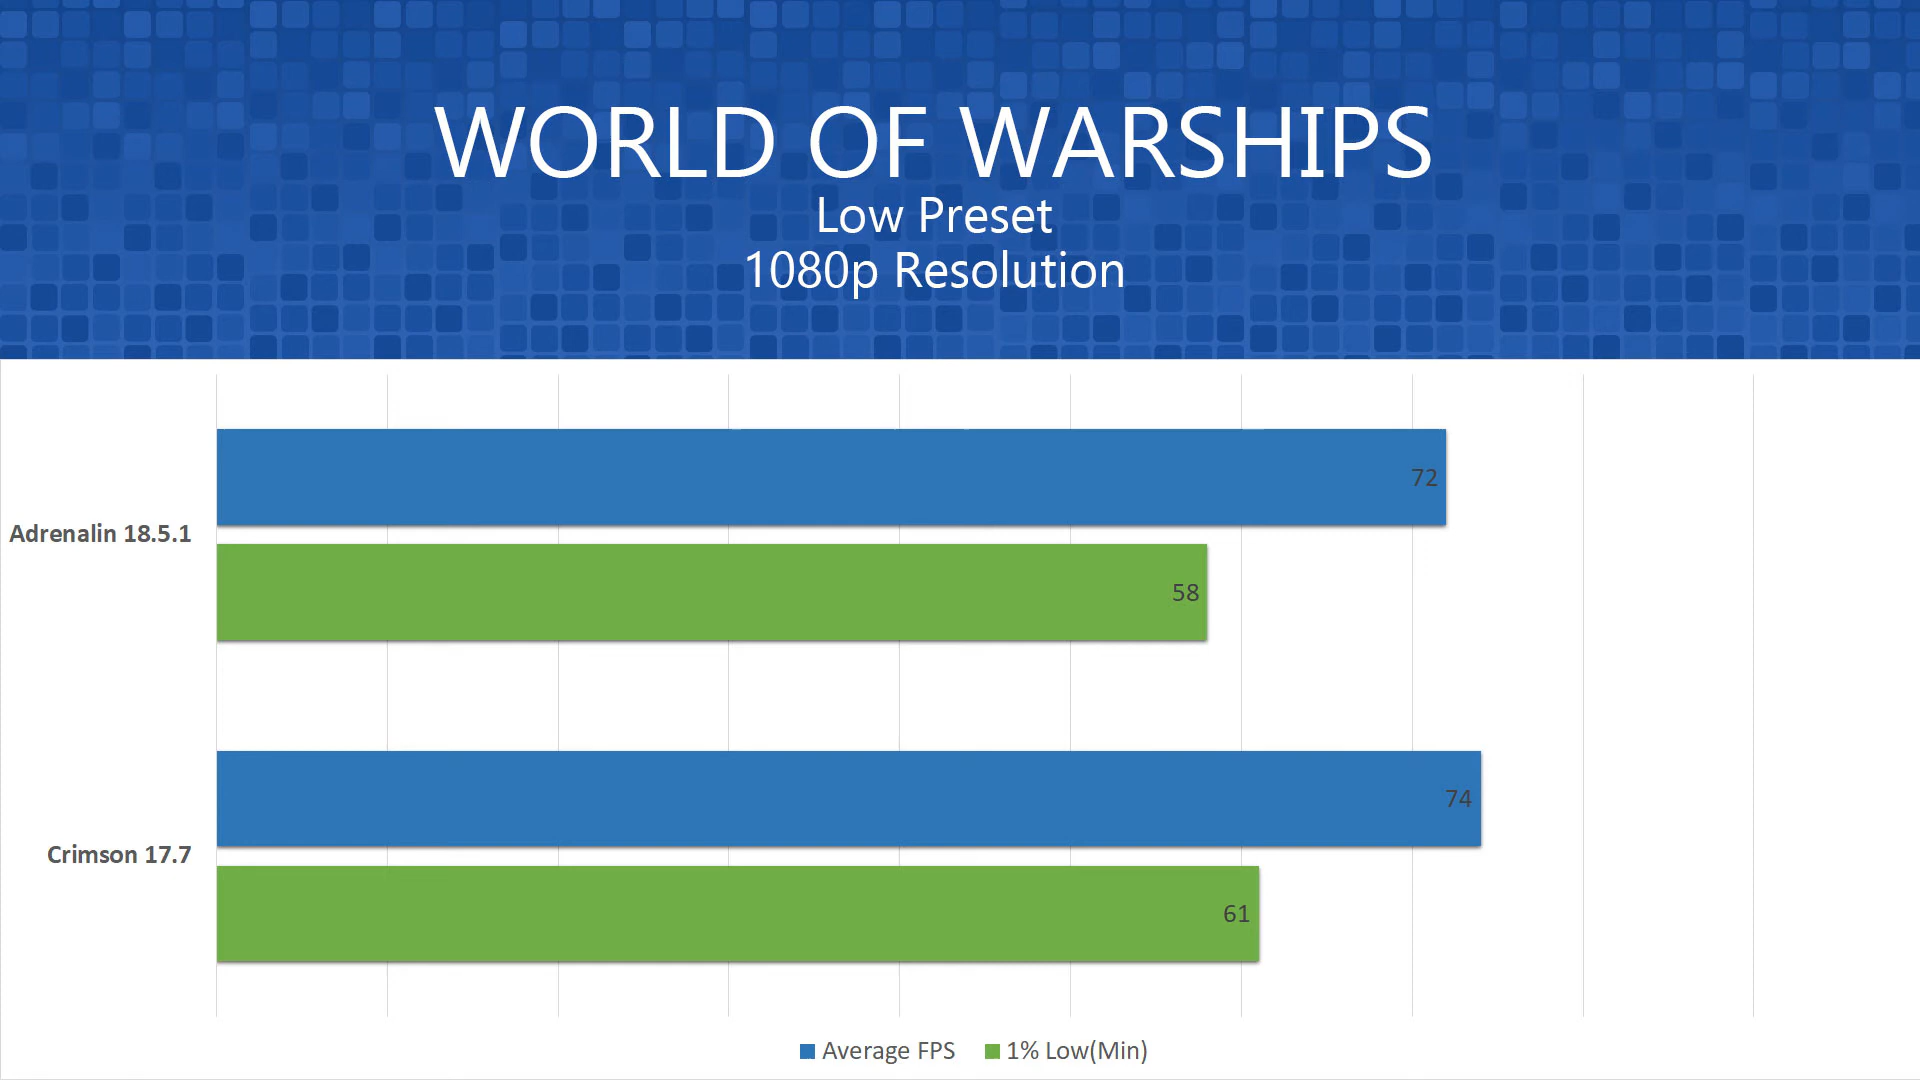 WORLD OF WARSHIPS
Low Preset
1080p Resolution
72
Adrenalin 18.5.1
58
74
Crimson 17.7
61
Average FPS 1% Low(Min)